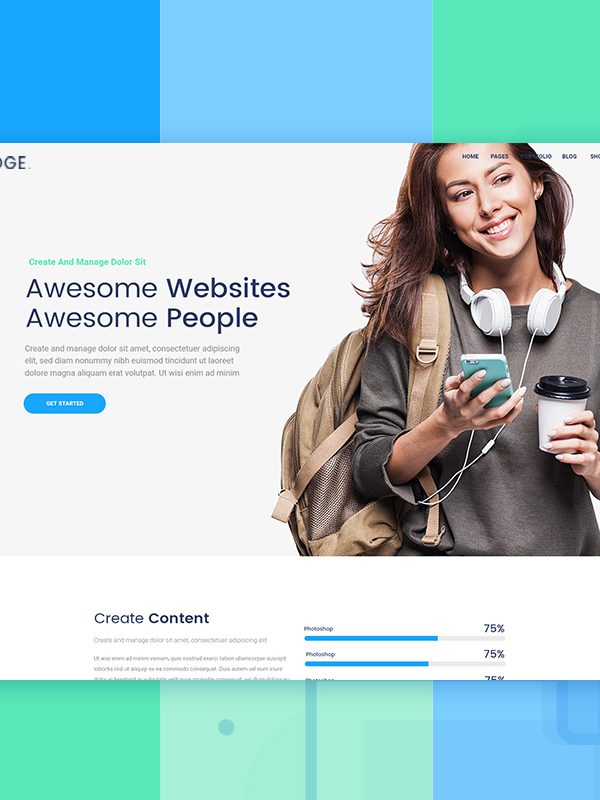 OGE.
HOME PAGES PORTFOLIO BLOG SHO
Create And Manage Dolor Sit
Awesome Websites
Awesome People
Create and manage dolor sit amet, consectetuer adipiscing
elit, sed diam nonummy nibh euismod tincidunt ut laoreet
dolore magna aliquam erat volutpat. Ut wisi enim ad minim
GET STARTED
Create Content
Create and manage dolor sit amet, consectetuer adipiscing elit
Ut wisi enim ad minim veniam, quis nostrud exerci tation ullamcorper suscipit
lobortis nisl ut aliquip ex ea commodo consequat. Duis autem vel eum iriure
Photoshop 75%
Photoshop 75%
75%